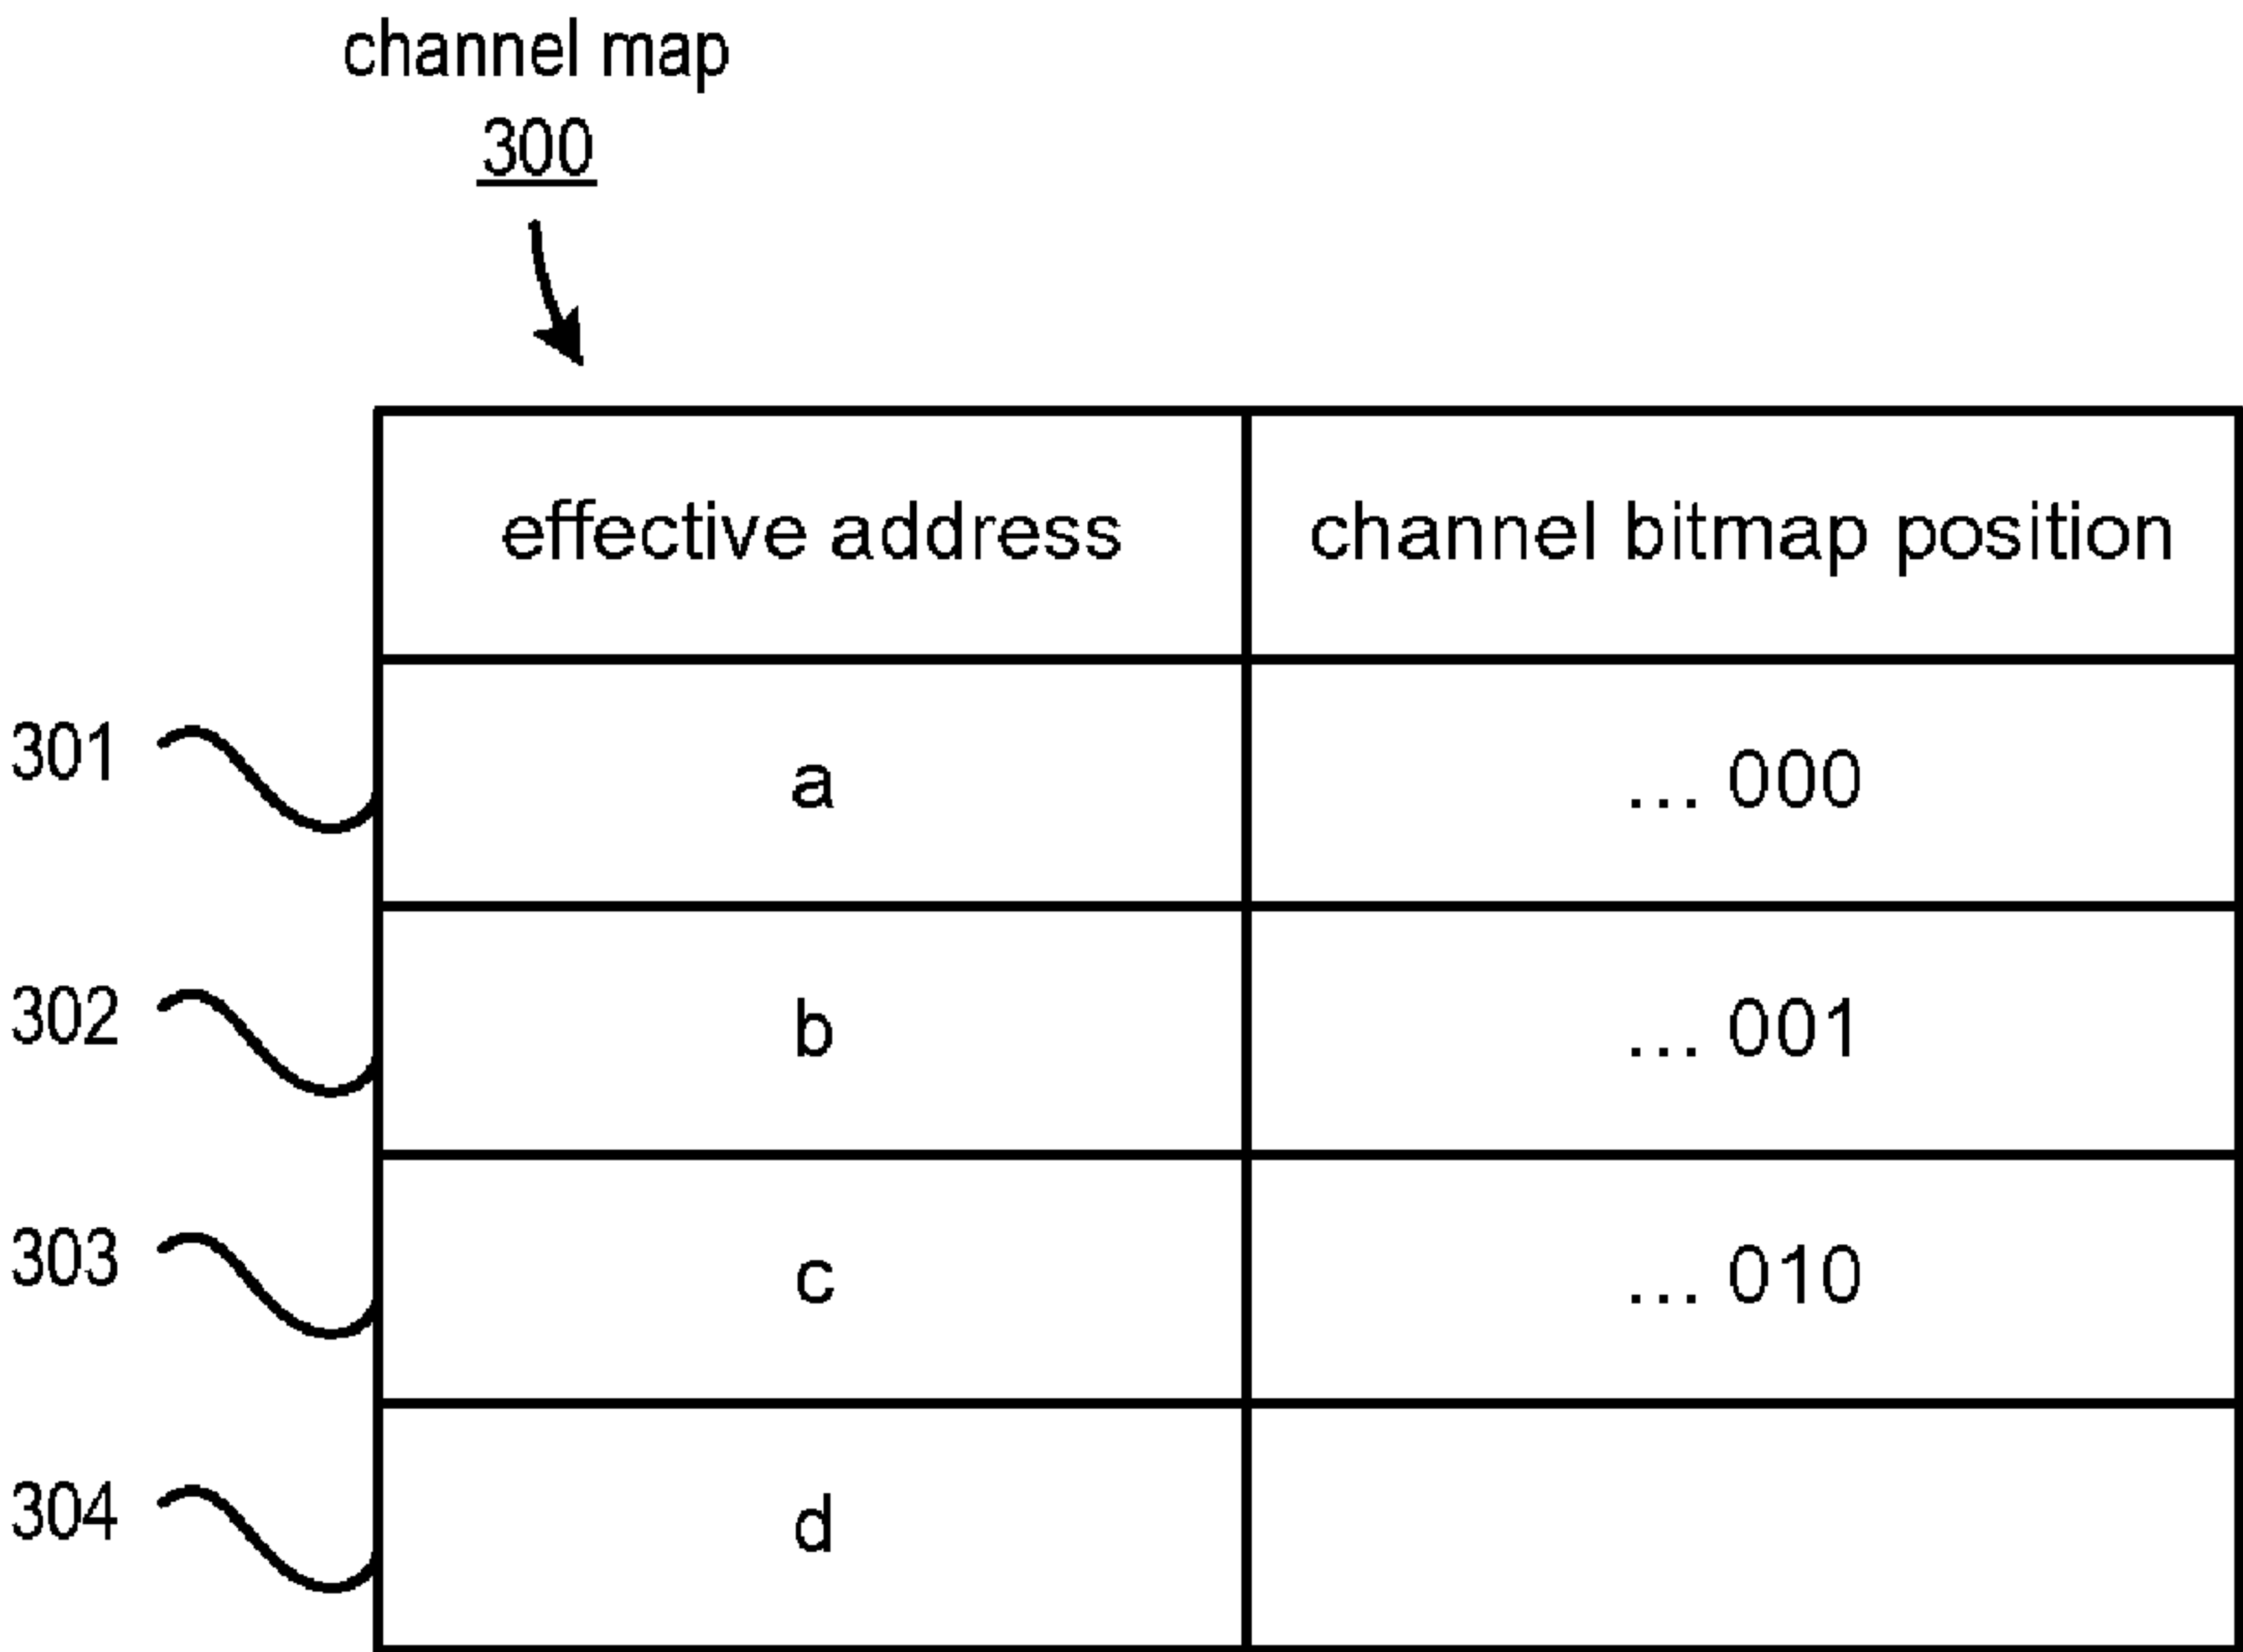 channel map
300
effective address channel bitmap position
301 a ... 000
302 b ... 001
303 c ... 010
304 d